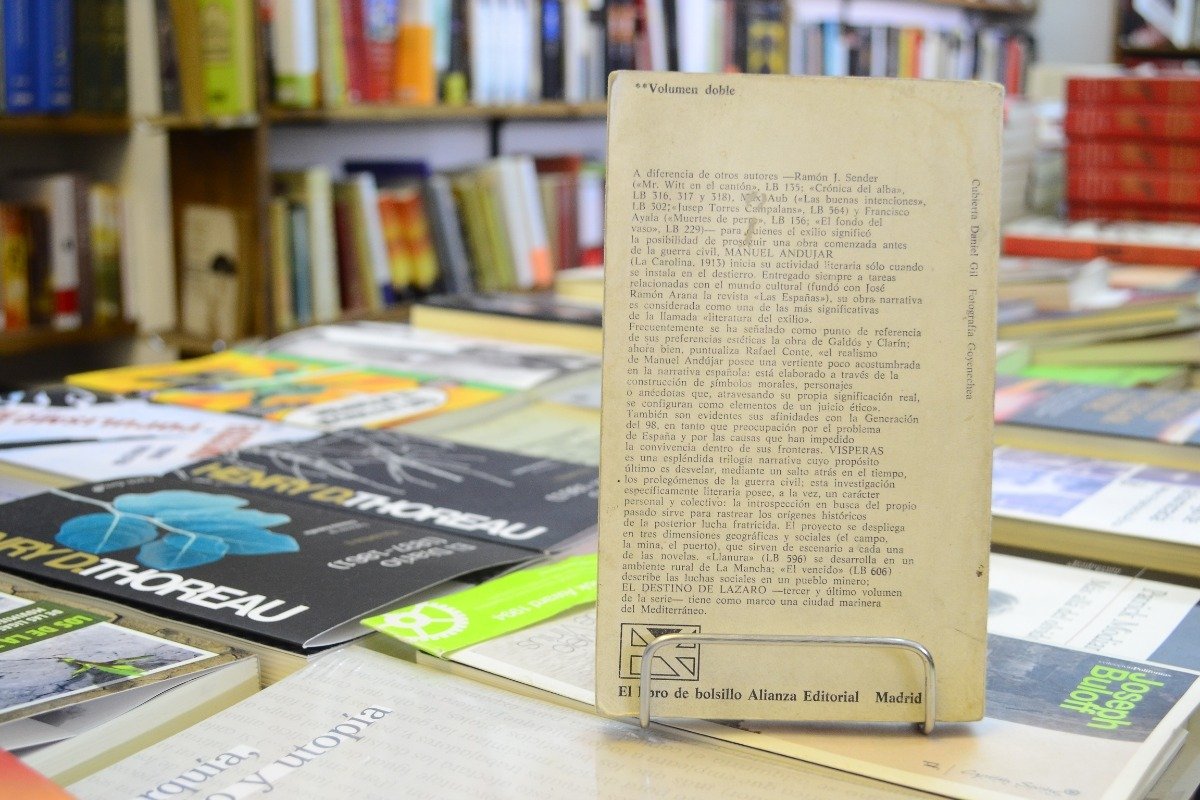 **Volumen doble
A diferencia de otros autores —Ramón J. Sender
(«Mr. Witt en el cantón», LB 135; «Crónica del alba»,
LB 316, 317 y 318), Max Aub («Las buenas intenciones»,
LB 302; «Jusep Torres Campalans», LB 364) y Francisco
Ayala («Muertes de perro», LB 156; «El fondo del
vaso», LB 229)— para quienes el exilio significó
la posibilidad de proseguir una obra comenzada antes
de la guerra civil, MANUEL ANDUJAR
(La Carolina, 1913) inicia su actividad literaria sólo cuando
se instala en el destierro. Entregado siempre a tareas
relacionadas con el mundo cultural (fundó con José
Ramón Arana la revista «Las Españas»), su obra narrativa
es considerada como una de las más significativas
de la llamada «literatura del exilio».
Frecuentemente se ha señalado como punto de referencia
de sus preferencias estéticas la obra de Galdós y Clarín;
ahora bien, puntualiza Rafael Conte, «el realismo
de Manuel Andújar posee una vertiente poco acostumbrada
en la narrativa española: está elaborado a través de la
construcción de símbolos morales, personajes
o anécdotas que, atravesando su propia significación real,
se configuran como elementos de un juicio ético».
También son evidentes sus afinidades con la Generación
del 98, en tanto que preocupación por el problema
de España y por las causas que han impedido
la convivencia dentro de sus fronteras. VISPERAS
es una espléndida trilogía narrativa cuyo propósito
último es desvelar, mediante un salto atrás en el tiempo,
los prolegómenos de la guerra civil; esta investigación
específicamente literaria posee, a la vez, un carácter
personal y colectivo: la introspección en busca del propio
pasado sirve para rastrear los orígenes históricos
de la posterior lucha fratricida. El proyecto se despliega
en tres dimensiones geográficas y sociales (el campo,
la mina, el puerto), que sirven de escenario a cada una
de las novelas. «Llanura» (LB 596) se desarrolla en un
ambiente rural de La Mancha; «El vencido» (LB 606)
describe las luchas sociales en un pueblo minero;
EL DESTINO DE LAZARO —tercer y último volumen
de la serie— tiene como marco una ciudad marinera
del Mediterráneo.
El libro de bolsillo Alianza Editorial Madrid
Cubierta Daniel Gil Fotografía Goyenechea
HENRY D. THOREAU
HENRY D. THOREAU
El Diario
(1837-1861)
LOS DE LA
rquía,
o y utopía
Joseph
Baloff